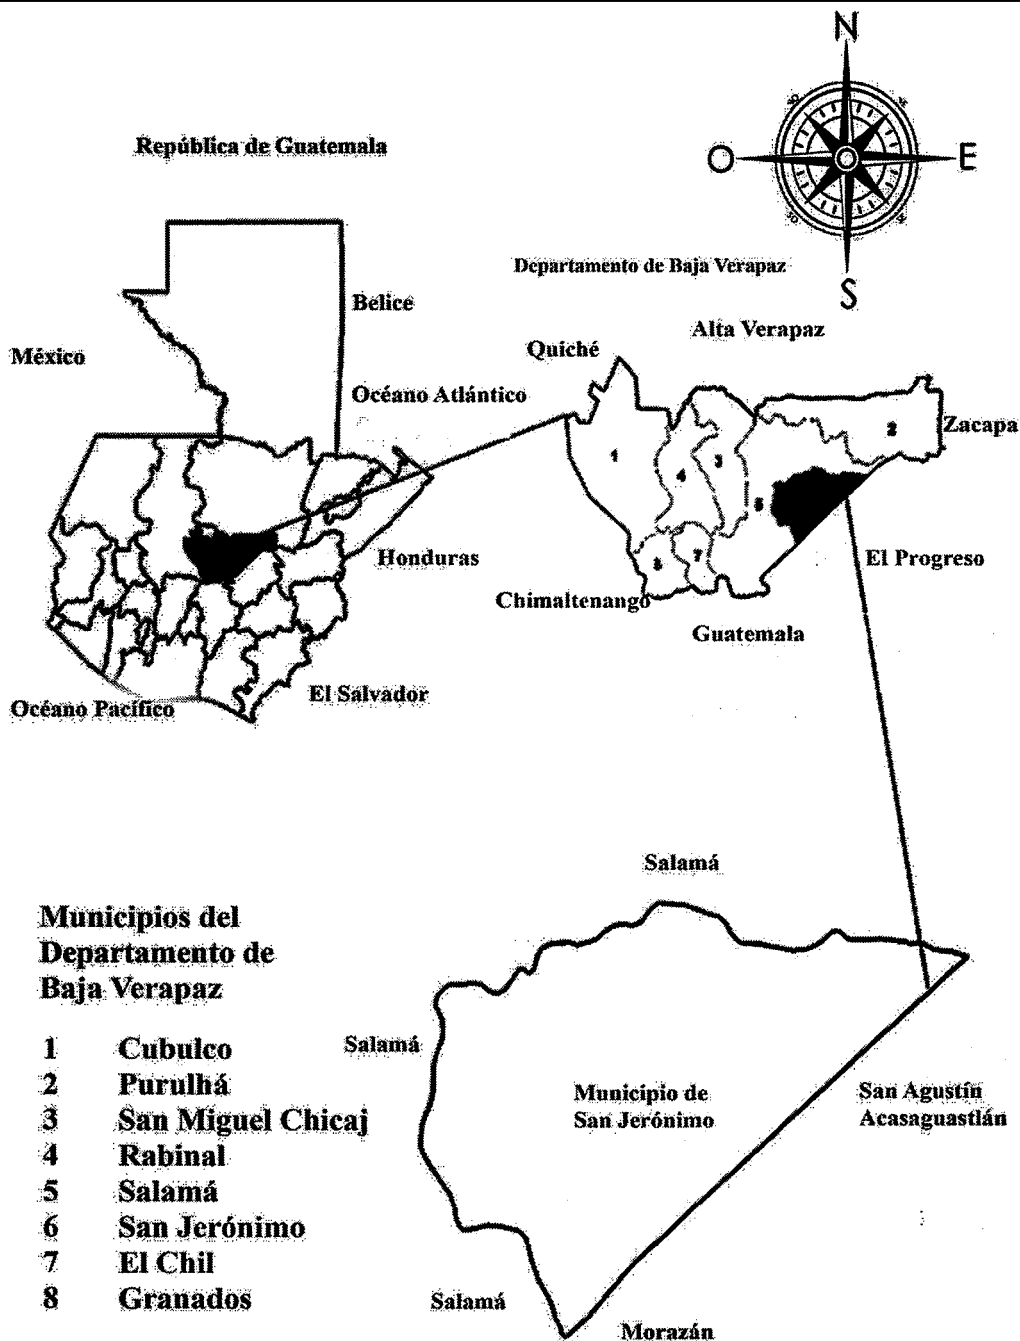 N
República de Guatemala
O
E
Departamento de Baja Verapaz
S
Belice
Alta Verapaz
México
Quiché
Océano Atlántico
Zacapa
1
4
3
2
5
Honduras
El Progreso
8
7
Chimaltenango
Guatemala
El Salvador
Océano Pacífico
Salamá
Municipios del
Departamento de
Baja Verapaz
1 Cubulco
2 Purulhá
3 San Miguel Chicaj
4 Rabinal
5 Salamá
6 San Jerónimo
7 El Chil
8 Granados
Salamá
Municipio de
San Jerónimo
San Agustín
Acasaguastlán
Salamá
Morazán